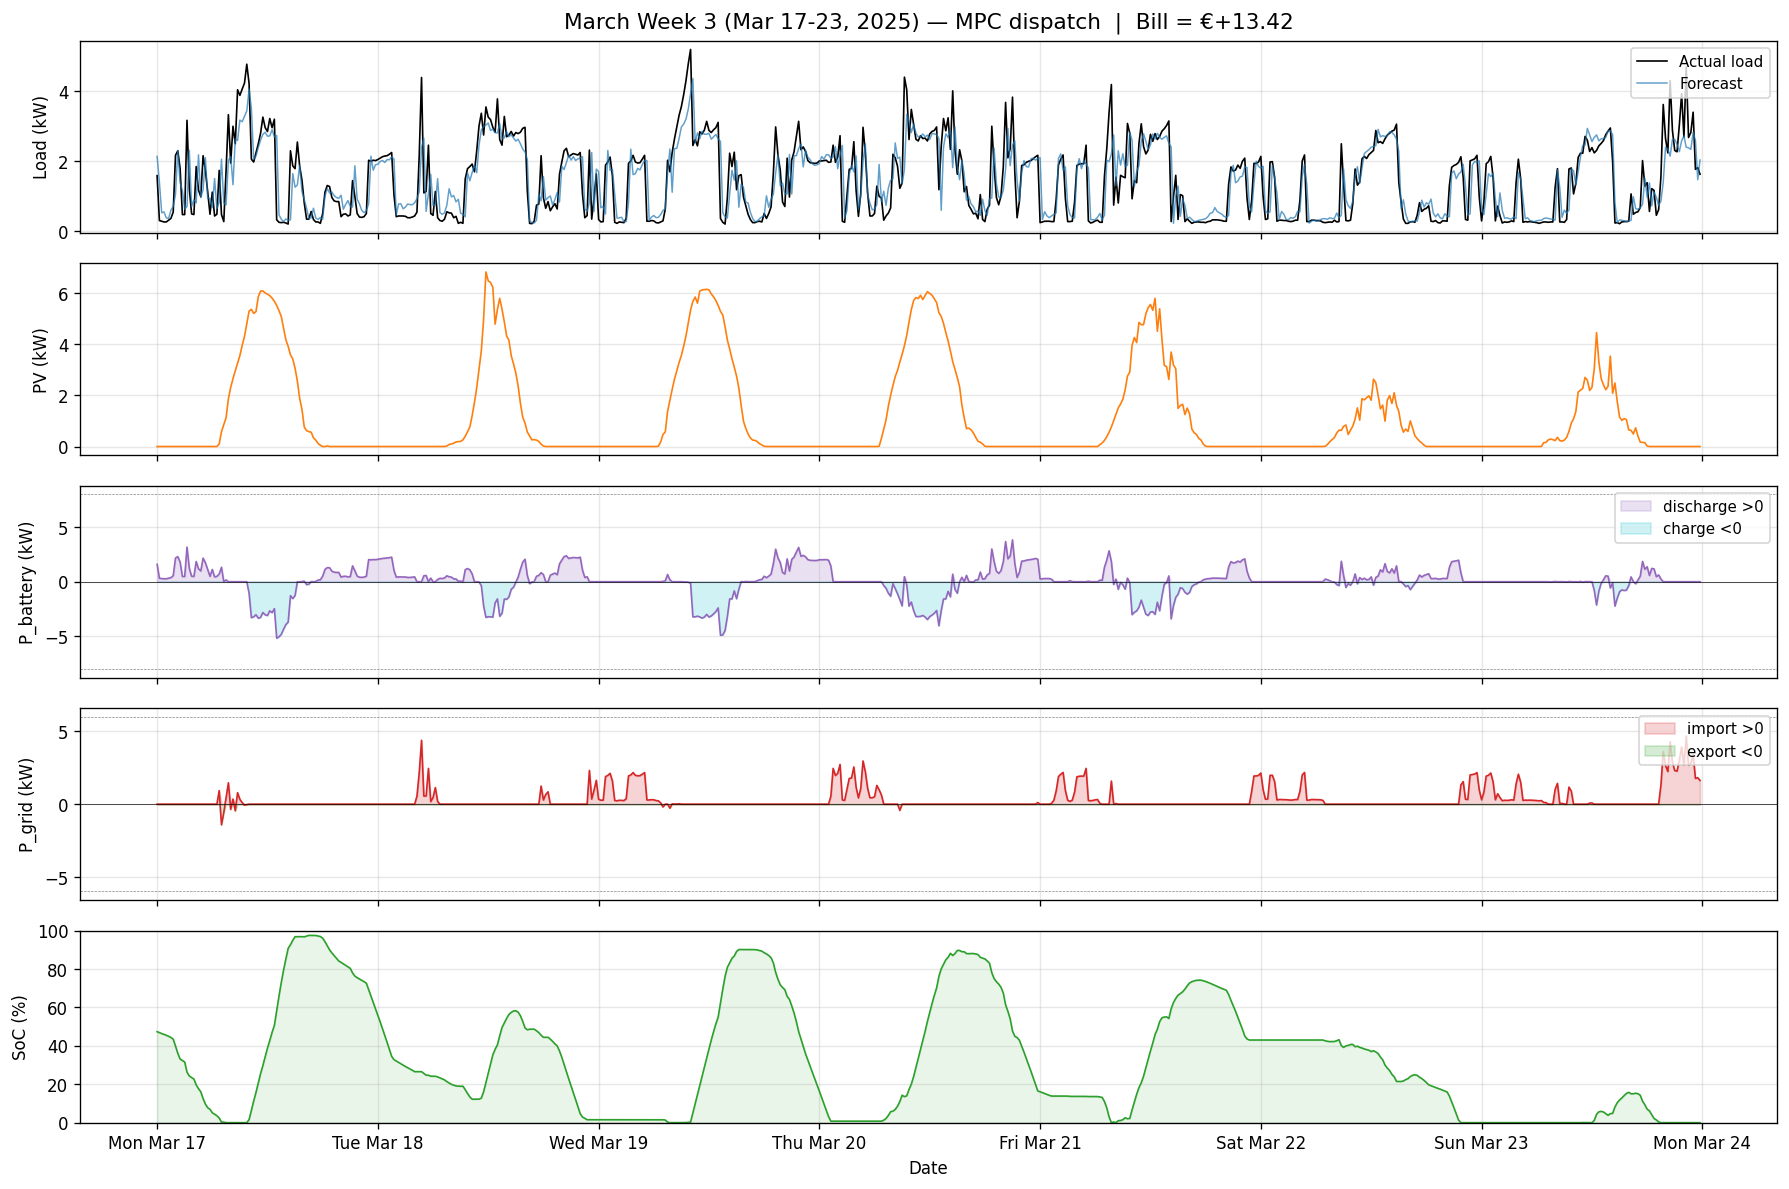 March Week 3 (Mar 17-23, 2025) — MPC dispatch | Bill = €+13.42
Load (kW)
4
2
0
Actual load
Forecast
PV (kW)
6
4
2
0
P_battery (kW)
5
0
−5
discharge >0
charge <0
P_grid (kW)
5
0
−5
import >0
export <0
SoC (%)
100
80
60
40
20
0
Mon Mar 17 Tue Mar 18 Wed Mar 19 Thu Mar 20 Fri Mar 21 Sat Mar 22 Sun Mar 23 Mon Mar 24
Date